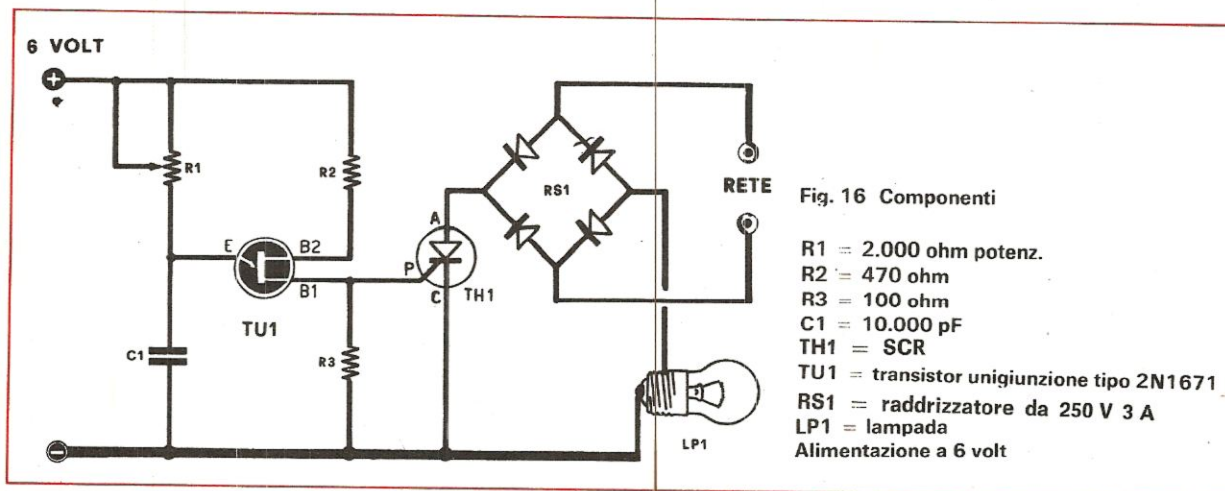 6 VOLT
+
R1
R2
E
B2
B1
TU1
C1
R3
A
P
C
TH1
RS1
RETE
LP1
Fig. 16 Componenti
R1 = 2.000 ohm potenz.
R2 = 470 ohm
R3 = 100 ohm
C1 = 10.000 pF
TH1 = SCR
TU1 = transistor unigiunzione tipo 2N1671
RS1 = raddrizzatore da 250 V 3 A
LP1 = lampada
Alimentazione a 6 volt